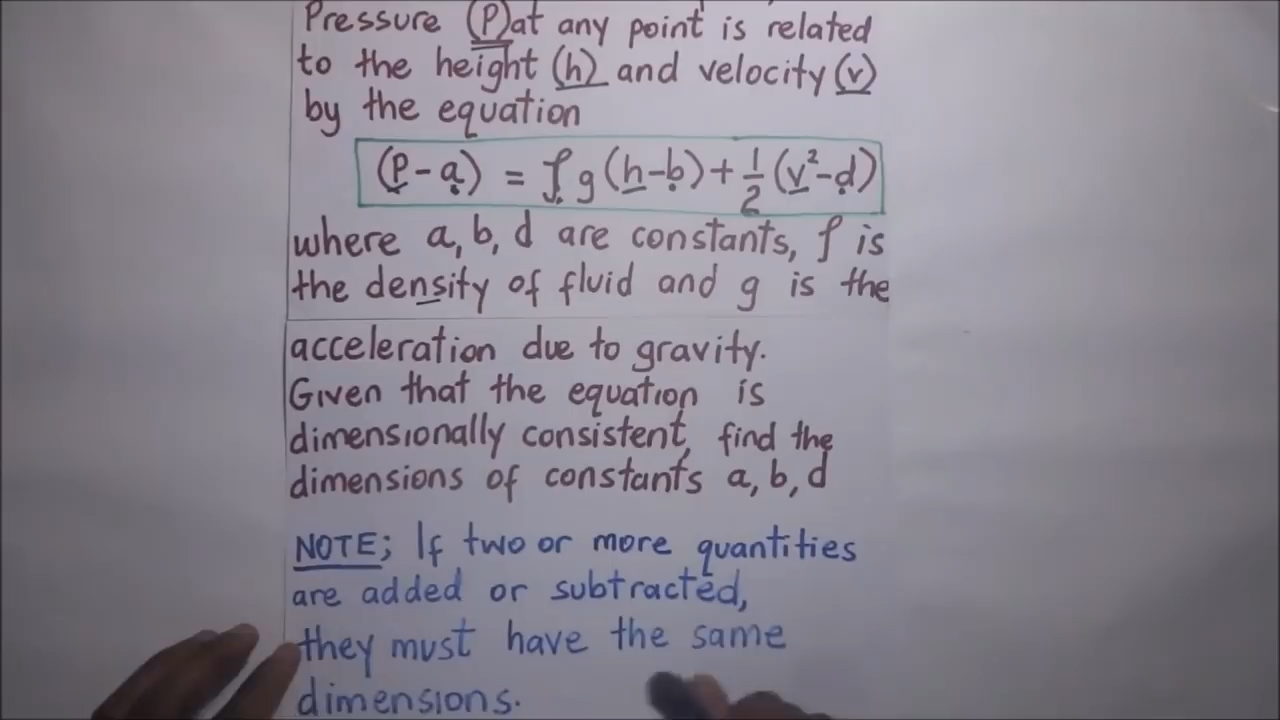 Pressure (P) at any point is related
to the height (h) and velocity (v)
by the equation
(P-a) = ρg(h-b)+1/2(v²-d)
where a, b, d are constants, ρ is
the density of fluid and g is the
acceleration due to gravity.
Given that the equation is
dimensionally consistent, find the
dimensions of constants a, b, d
NOTE; If two or more quantities
are added or subtracted,
they must have the same
dimensions.